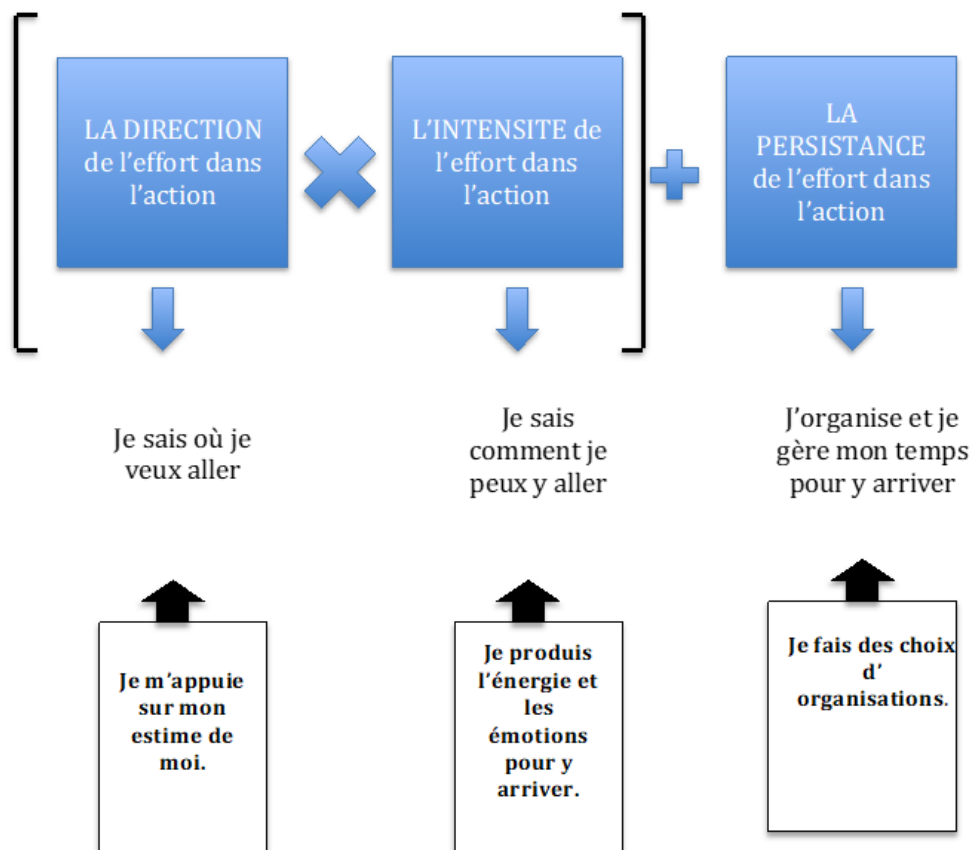 LA DIRECTION
de l'effort dans
l'action
L'INTENSITE de
l'effort dans
l'action
LA
PERSISTANCE
de l'effort dans
l'action
Je sais où je
veux aller
Je sais
comment je
peux y aller
J'organise et je
gère mon temps
pour y arriver
Je m'appuie
sur mon
estime de
moi.
Je produis
l'énergie et
les
émotions
pour y
arriver.
Je fais des choix
d'
organisations.